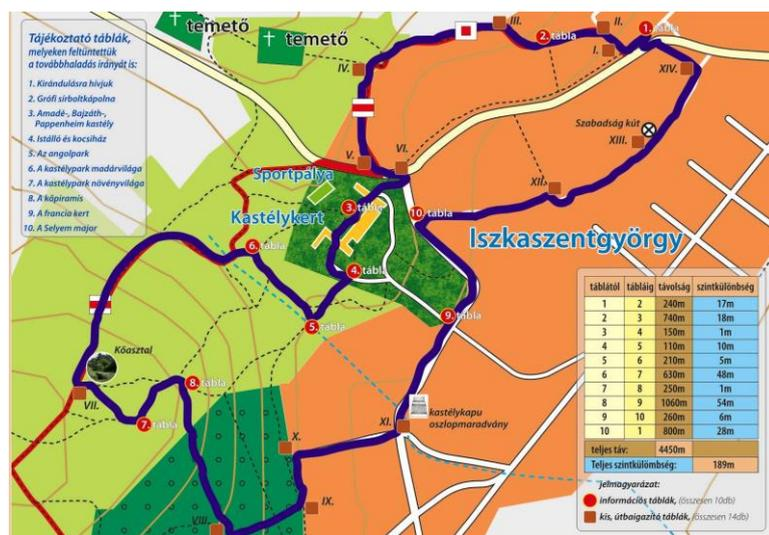 Tájékoztató táblák,
melyeken feltüntettük
a továbbhaladás irányát is:
1. Kirándulásra hívjuk
2. Grófi sírboltkápolna
3. Amadé-, Bajzáth-,
Pappenheim kastély
4. Istálló és kocsiház
5. Az angolpark
6. A kastélypark madárvilága
7. A kastélypark növényvilága
8. A kőpiramis
9. A francia kert
10. A Selyem major
temető
temető
III.
2. tábla
II.
I.
1. tábla
IV.
XIV.
Szabadság kút
XIII.
V.
VI.
Sportpálya
XII.
3. tábla
10. tábla
Kastélykert
Iszkaszentgyörgy
6. tábla
4. tábla
5. tábla
9. tábla
Kőasztal
8. tábla
VII.
7. tábla
kastélykapu
oszlopmaradvány
XI.
X.
IX.
VIII.
táblától tábláig távolság szintkülönbség
1 2 240m 17m
2 3 740m 18m
3 4 150m 1m
4 5 110m 10m
5 6 210m 5m
6 7 630m 48m
7 8 250m 1m
8 9 1060m 54m
9 10 260m 6m
10 1 800m 28m
teljes táv: 4450m
Teljes szintkülömbség: 189m
Jelmagyarázat:
információs táblák, (összesen 10db)
kis, útbaigazító táblák, (összesen 14db)